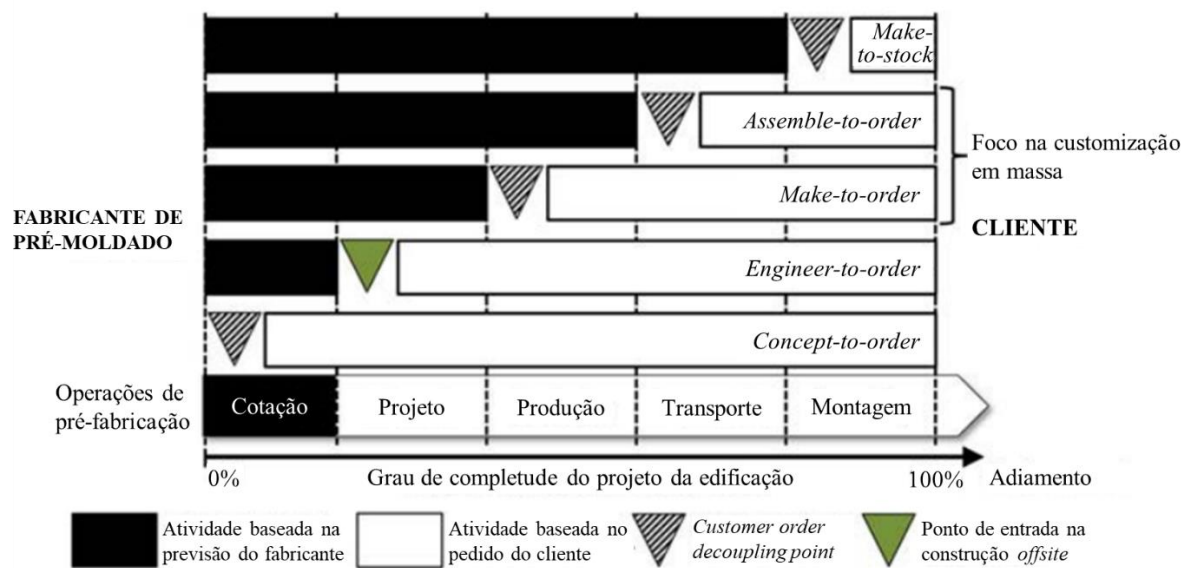 Make-
to-stock
Assemble-to-order
Foco na customização
em massa
Make-to-order
FABRICANTE DE
PRÉ-MOLDADO
CLIENTE
Engineer-to-order
Concept-to-order
Operações de
pré-fabricação
Cotação
Projeto
Produção
Transporte
Montagem
0%
Grau de completude do projeto da edificação
100%
Adiamento
Atividade baseada na
previsão do fabricante
Atividade baseada no
pedido do cliente
Customer order
decoupling point
Ponto de entrada na
construção offsite